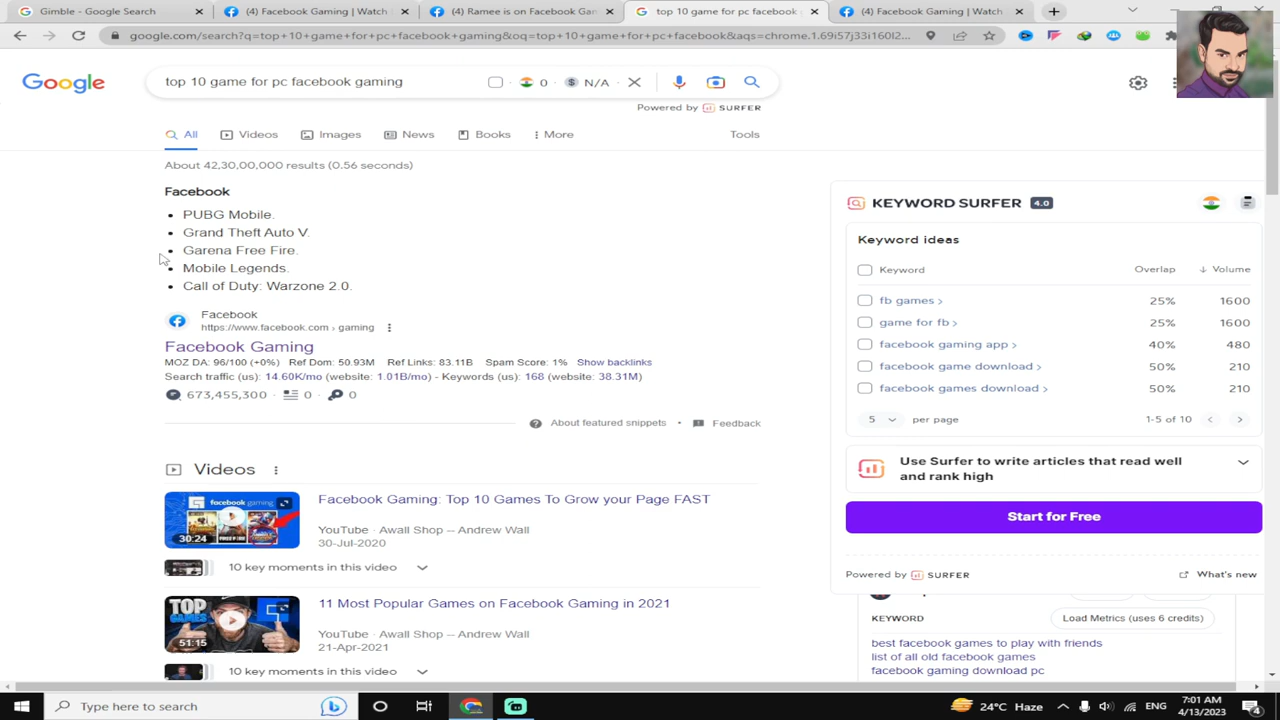 Gimble - Google Search
(4) Facebook Gaming | Watch
(4) Ramee is on Facebook Gam
top 10 game for pc facebook g
(4) Facebook Gaming | Watch
google.com/search?q=top+10+game+for+pc+facebook+gaming&oq=top+10+game+for+pc+facebook+gaming&aqs=chrome.1.69i57j33i160l2...
Google
top 10 game for pc facebook gaming
0
N/A
Powered by SURFER
All
Videos
Images
News
Books
More
Tools
About 42,30,00,000 results (0.56 seconds)
Facebook
PUBG Mobile.
Grand Theft Auto V.
Garena Free Fire.
Mobile Legends.
Call of Duty: Warzone 2.0.
Facebook
https://www.facebook.com › gaming
Facebook Gaming
MOZ DA: 96/100 (+0%) Ref Dom: 50.93M Ref Links: 83.11B Spam Score: 1% Show backlinks
Search traffic (us): 14.60K/mo (website: 1.01B/mo) - Keywords (us): 168 (website: 38.31M)
673,455,300 · 0 · 0
About featured snippets • Feedback
Videos
Facebook Gaming: Top 10 Games To Grow your Page FAST
facebook gaming
30:24
YouTube · Awall Shop – Andrew Wall
30-Jul-2020
10 key moments in this video
11 Most Popular Games on Facebook Gaming in 2021
TOP
GAMES
51:15
YouTube · Awall Shop – Andrew Wall
21-Apr-2021
10 key moments in this video
KEYWORD SURFER 4.0
Keyword ideas
Keyword Overlap Volume
fb games > 25% 1600
game for fb > 25% 1600
facebook gaming app > 40% 480
facebook game download > 50% 210
facebook games download > 50% 210
5 per page 1-5 of 10
Use Surfer to write articles that read well
and rank high
Start for Free
Powered by SURFER What's new
KEYWORD Load Metrics (uses 6 credits)
best facebook games to play with friends
list of all old facebook games
facebook gaming download pc
Type here to search
24°C Haze
ENG
7:01 AM
4/13/2023
4